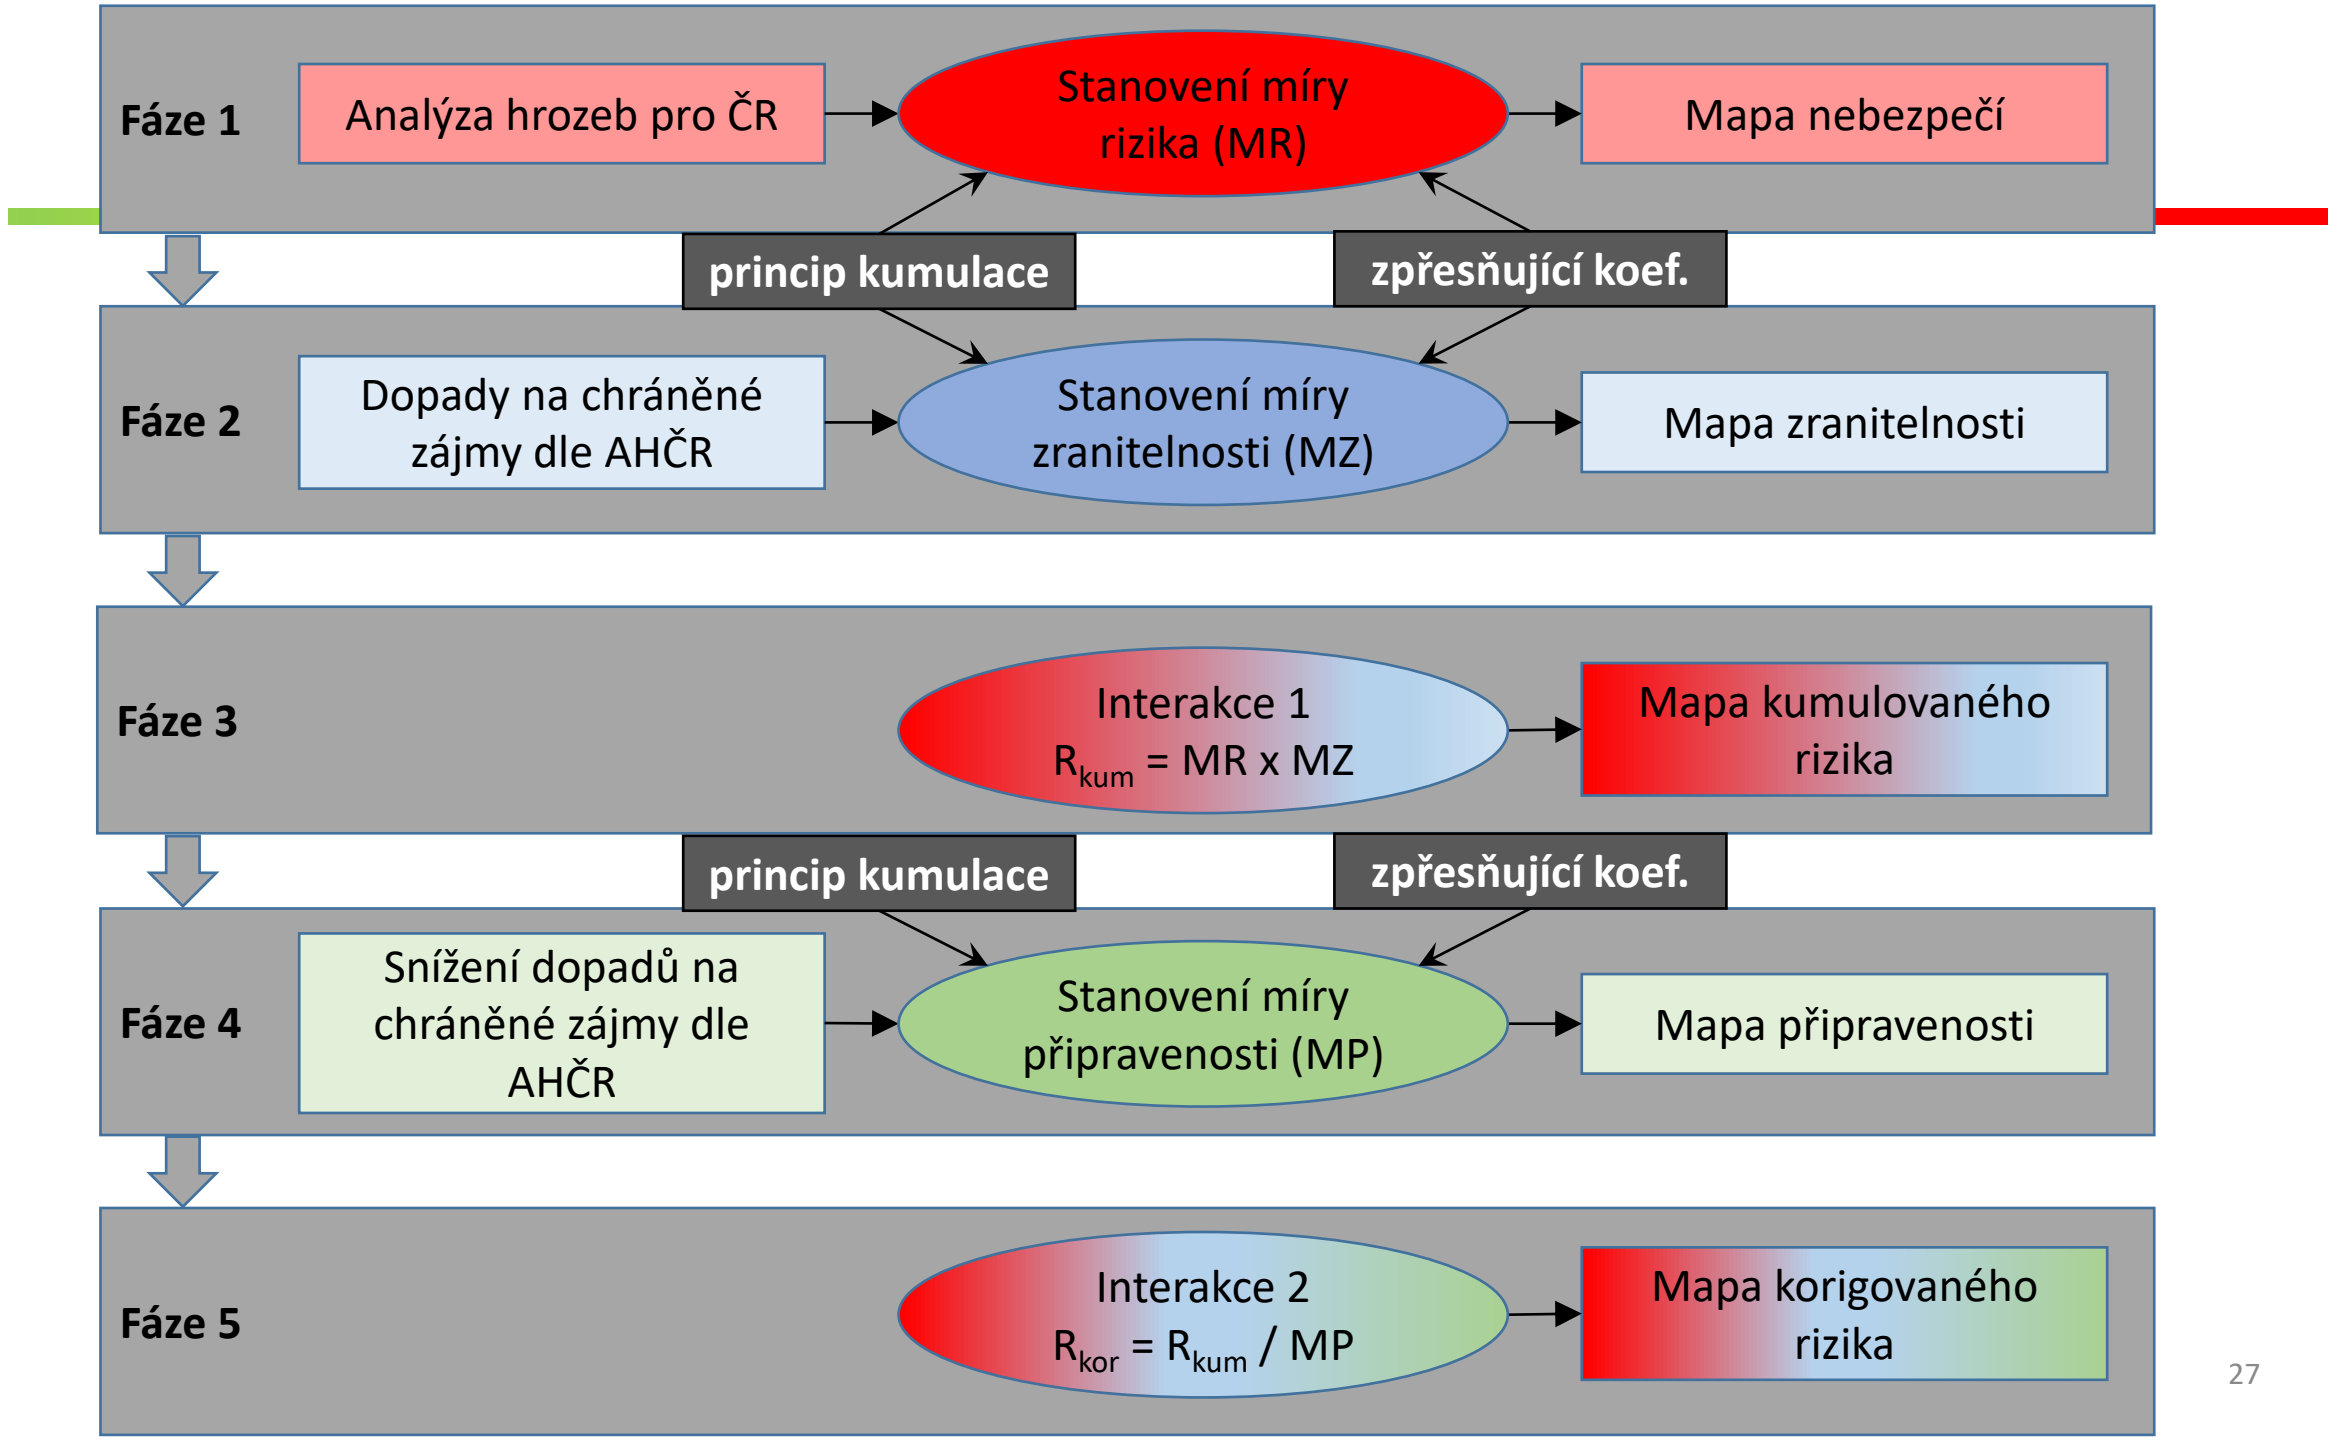 Fáze 1
Analýza hrozeb pro ČR
Stanovení míry
rizika (MR)
Mapa nebezpečí
princip kumulace
zpřesňující koef.
Fáze 2
Dopady na chráněné
zájmy dle AHČR
Stanovení míry
zranitelnosti (MZ)
Mapa zranitelnosti
Fáze 3
Interakce 1
Rkum = MR x MZ
Mapa kumulovaného
rizika
princip kumulace
zpřesňující koef.
Fáze 4
Snížení dopadů na
chráněné zájmy dle
AHČR
Stanovení míry
připravenosti (MP)
Mapa připravenosti
Fáze 5
Interakce 2
Rkor = Rkum / MP
Mapa korigovaného
rizika
27